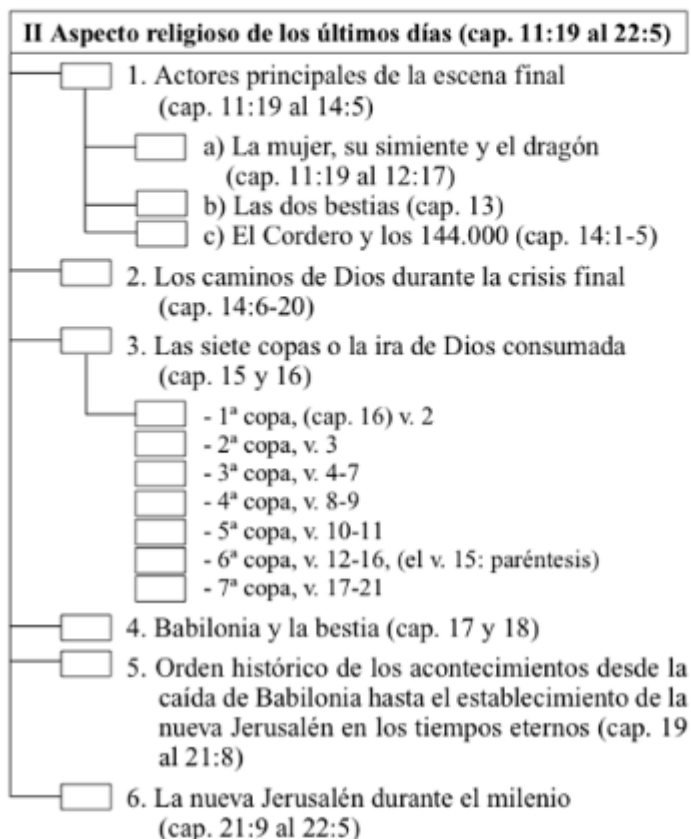 II Aspecto religioso de los últimos días (cap. 11:19 al 22:5)
1. Actores principales de la escena final
(cap. 11:19 al 14:5)
a) La mujer, su simiente y el dragón
(cap. 11:19 al 12:17)
b) Las dos bestias (cap. 13)
c) El Cordero y los 144.000 (cap. 14:1-5)
2. Los caminos de Dios durante la crisis final
(cap. 14:6-20)
3. Las siete copas o la ira de Dios consumada
(cap. 15 y 16)
- 1ª copa, (cap. 16) v. 2
- 2ª copa, v. 3
- 3ª copa, v. 4-7
- 4ª copa, v. 8-9
- 5ª copa, v. 10-11
- 6ª copa, v. 12-16, (el v. 15: paréntesis)
- 7ª copa, v. 17-21
4. Babilonia y la bestia (cap. 17 y 18)
5. Orden histórico de los acontecimientos desde la
caída de Babilonia hasta el establecimiento de la
nueva Jerusalén en los tiempos eternos (cap. 19
al 21:8)
6. La nueva Jerusalén durante el milenio
(cap. 21:9 al 22:5)